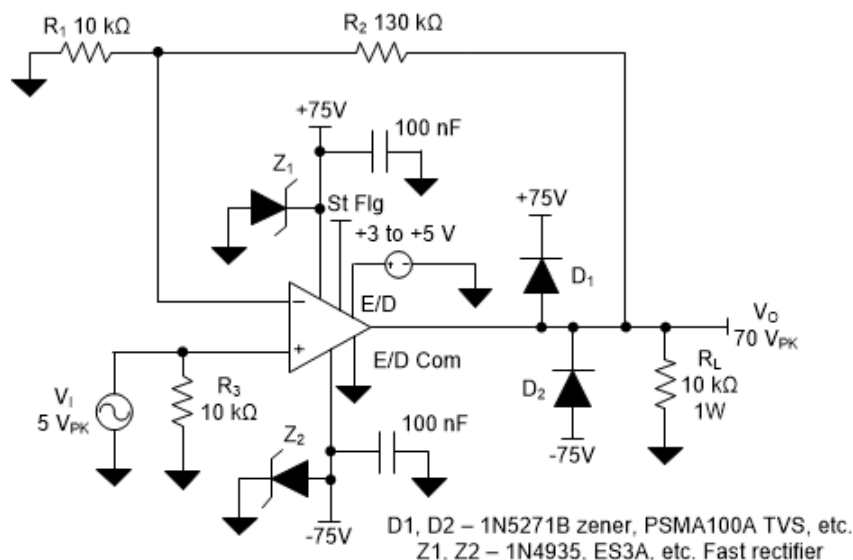 R1 10 kΩ
R2 130 kΩ
+75V
100 nF
Z1
St Flg
+3 to +5 V
+ -
+75V
D1
−
E/D
+
E/D Com
VO
70 VPK
R3
10 kΩ
VI
5 VPK
D2
RL
10 kΩ
1W
100 nF
Z2
-75V
-75V
D1, D2 – 1N5271B zener, PSMA100A TVS, etc.
Z1, Z2 – 1N4935, ES3A, etc. Fast rectifier